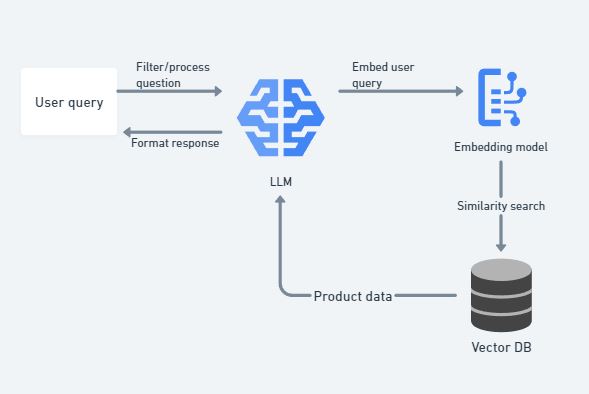 Filter/process
question
Embed user
query
User query
Format response
Embedding model
LLM
Similarity search
Product data
Vector DB